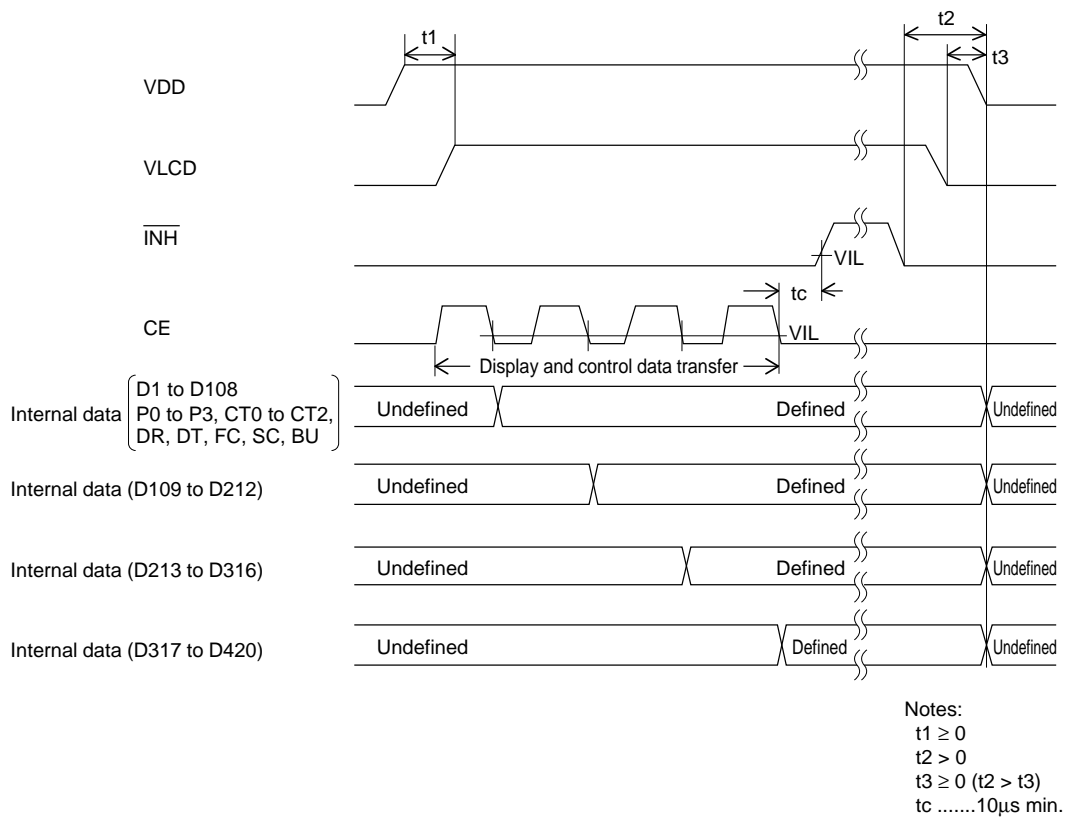 t1
t2
t3
VDD
VLCD
INH
VIL
tc
CE
VIL
Display and control data transfer
Internal data
D1 to D108
P0 to P3, CT0 to CT2,
DR, DT, FC, SC, BU
Undefined
Defined
Undefined
Internal data (D109 to D212)
Undefined
Defined
Undefined
Internal data (D213 to D316)
Undefined
Defined
Undefined
Internal data (D317 to D420)
Undefined
Defined
Undefined
Notes:
t1 ≥ 0
t2 > 0
t3 ≥ 0 (t2 > t3)
tc .......10μs min.